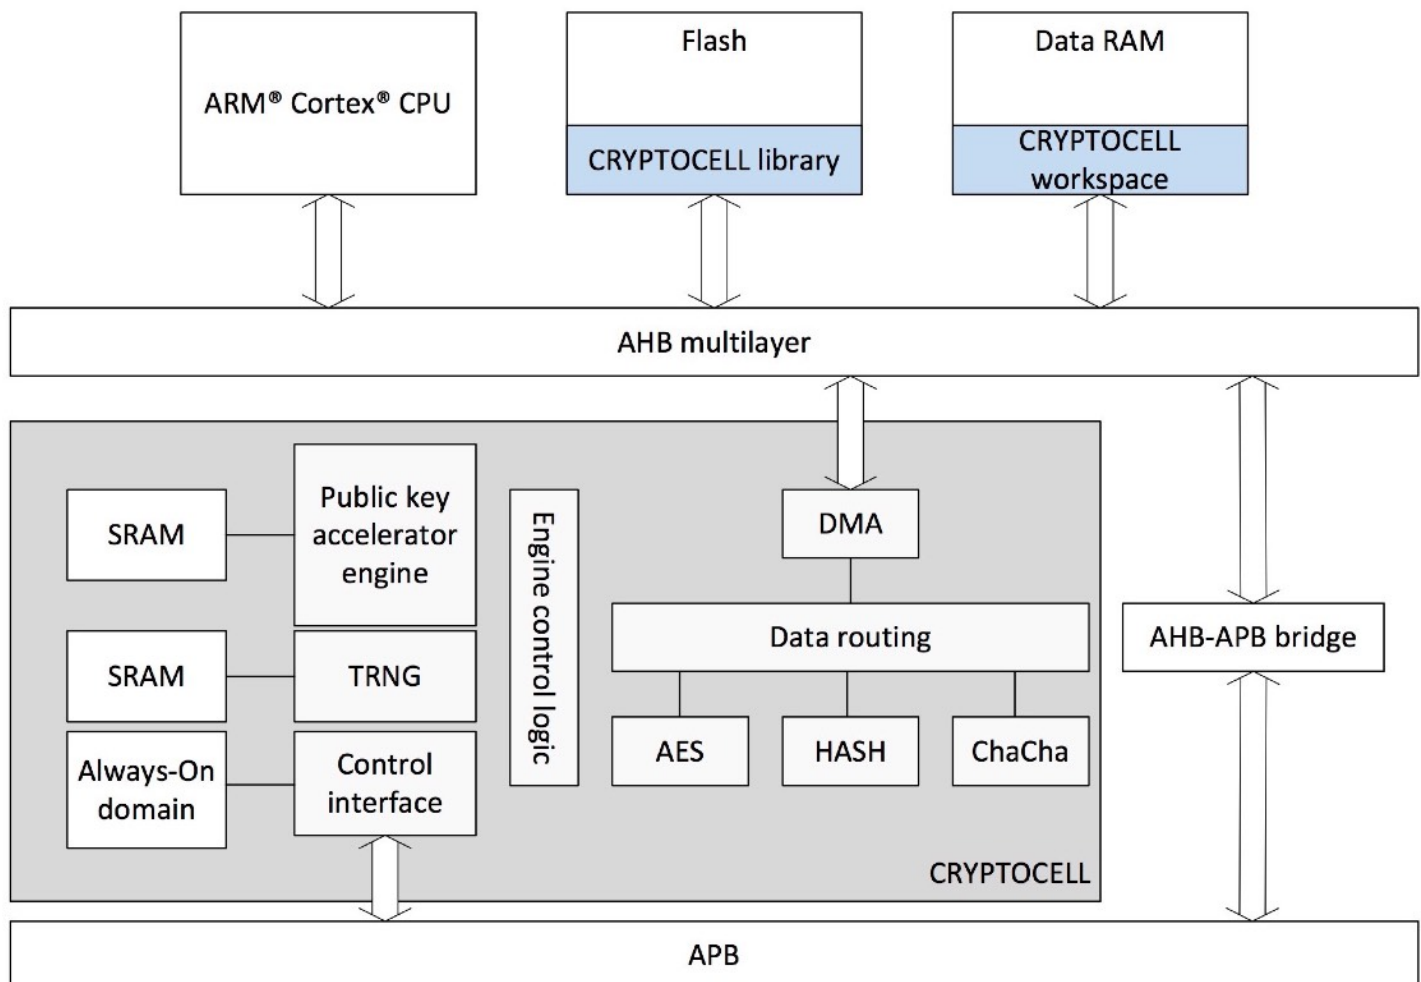 ARM® Cortex® CPU
Flash
CRYPTOCELL library
Data RAM
CRYPTOCELL
workspace
AHB multilayer
SRAM
Public key
accelerator
engine
SRAM
TRNG
Always-On
domain
Control
interface
Engine control logic
DMA
Data routing
AES
HASH
ChaCha
CRYPTOCELL
AHB-APB bridge
APB